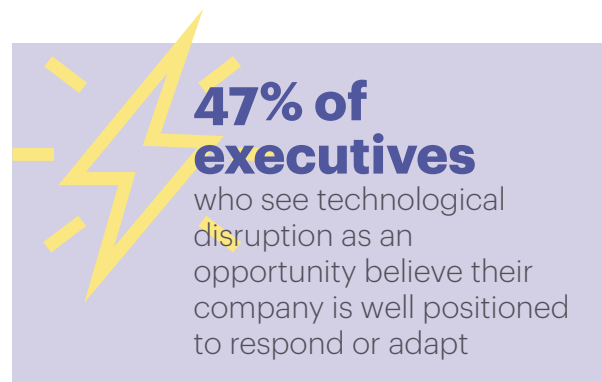 47% of
executives
who see technological
disruption as an
opportunity believe their
company is well positioned
to respond or adapt